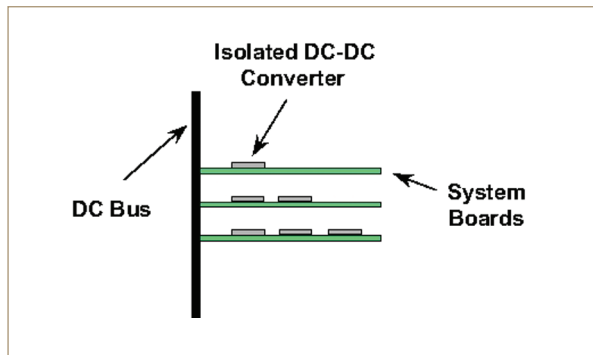 Isolated DC-DC
Converter
DC Bus
System
Boards